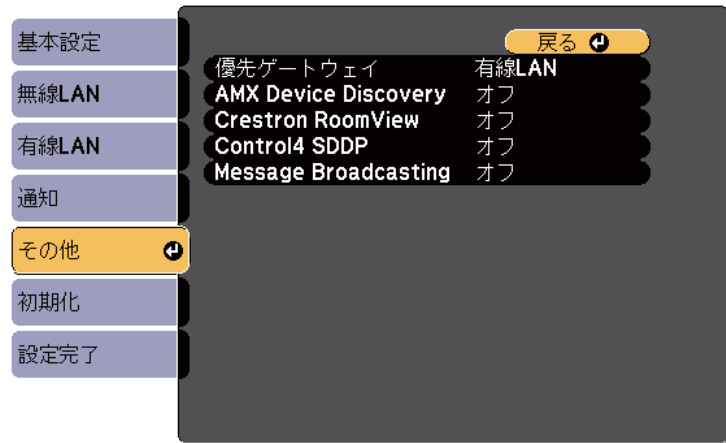 基本設定
無線LAN
有線LAN
通知
その他
初期化
設定完了
戻る
優先ゲートウェイ 有線LAN
AMX Device Discovery オフ
Crestron RoomView オフ
Control4 SDDP オフ
Message Broadcasting オフ